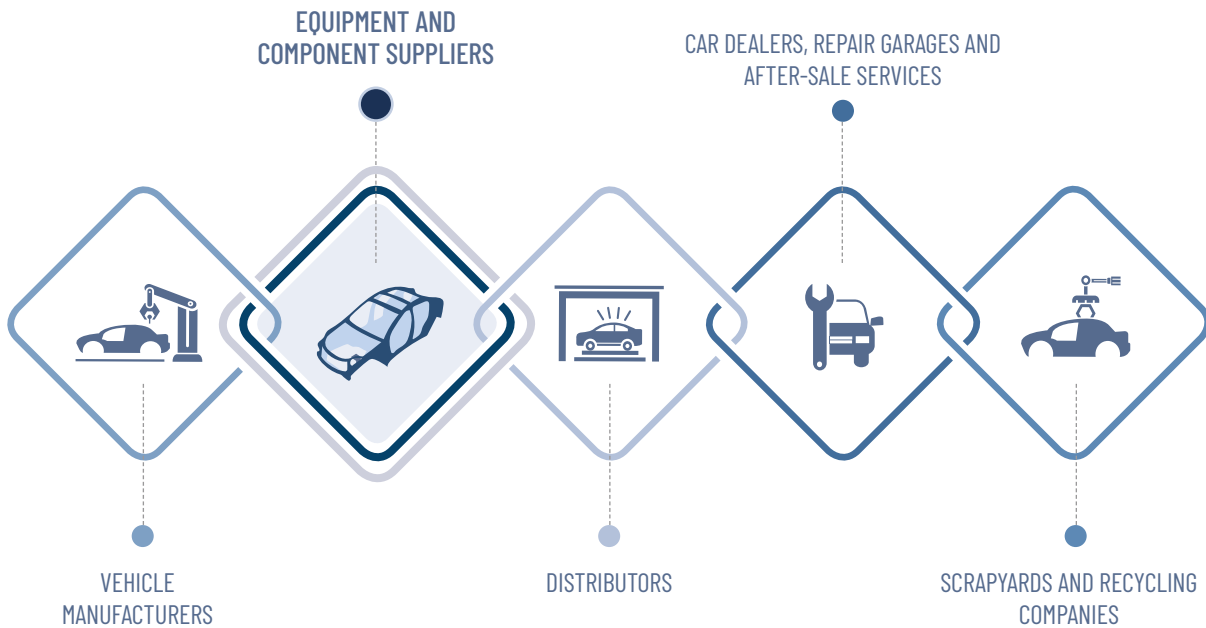 EQUIPMENT AND
COMPONENT SUPPLIERS
CAR DEALERS, REPAIR GARAGES AND
AFTER-SALE SERVICES
VEHICLE
MANUFACTURERS
DISTRIBUTORS
SCRAPYARDS AND RECYCLING
COMPANIES